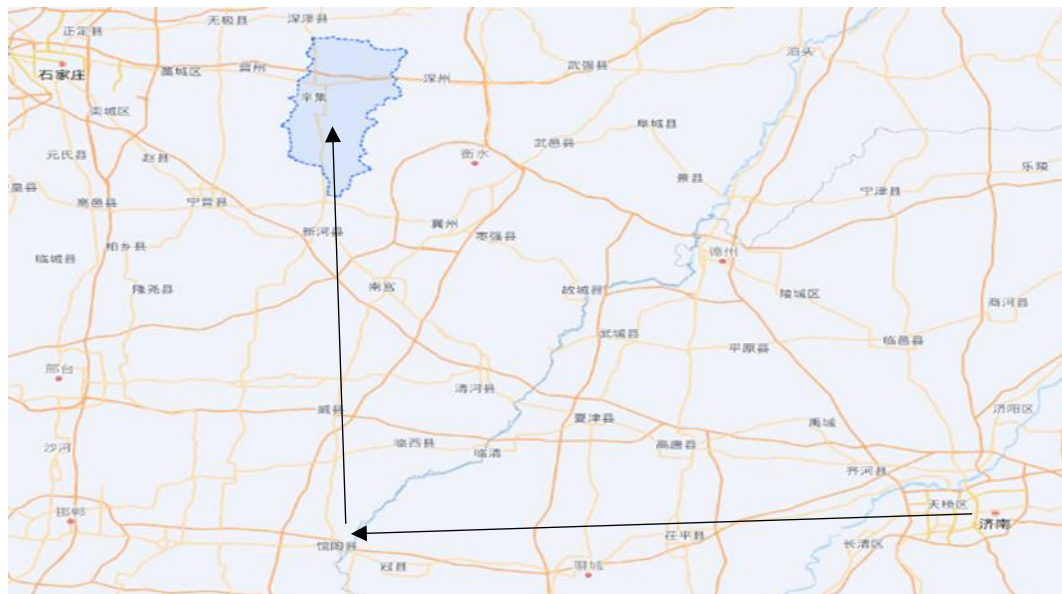 正定县
无极县
深泽县
泊头
石家庄
藁城区
晋州
深州
武强县
辛集
栾城区
阜城县
武邑县
元氏县
赵县
衡水
景县
乐陵
宁津县
高邑县
宁晋县
冀州
新河县
枣强县
柏乡县
德州
临城县
隆尧县
南宫
故城县
陵城区
商河县
武城县
平原县
临邑县
邢台
清河县
威县
夏津县
禹城
济阳区
沙河
临西县
临清
高唐县
齐河县
天桥区
邯郸
济南
馆陶县
茌平县
长清区
冠县
聊城